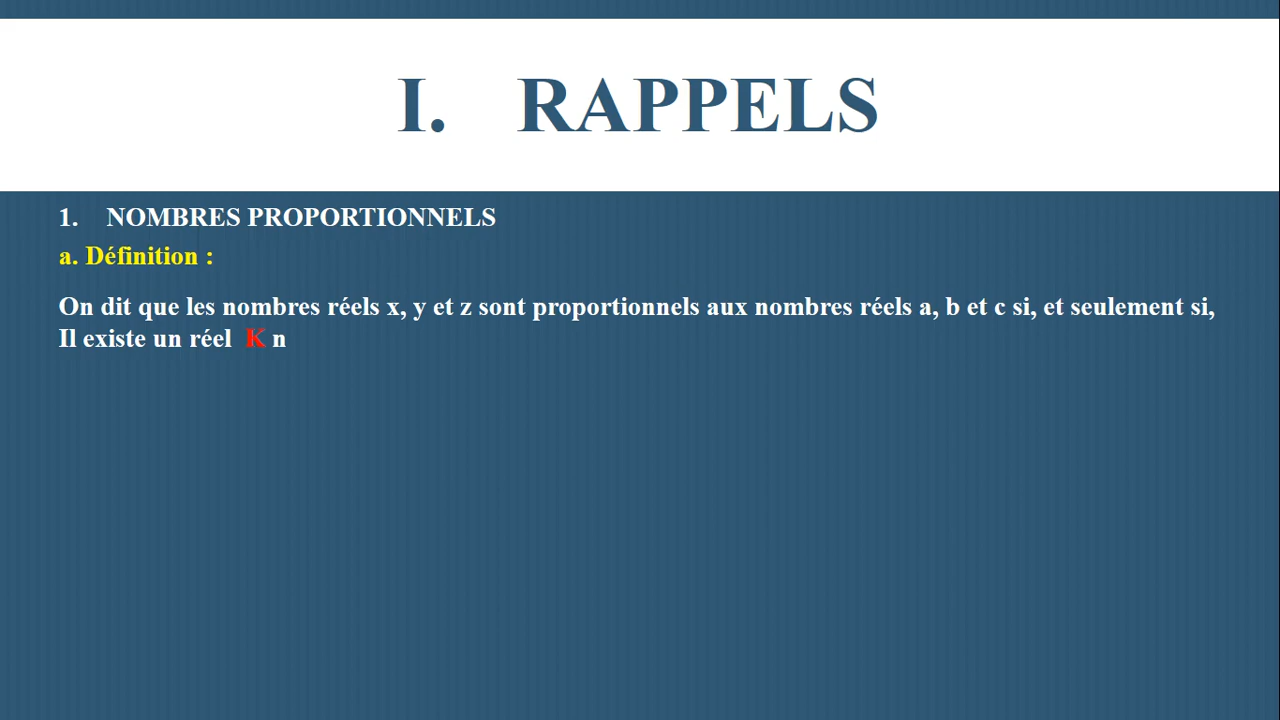 I. RAPPELS
1. NOMBRES PROPORTIONNELS
a. Définition :
On dit que les nombres réels x, y et z sont proportionnels aux nombres réels a, b et c si, et seulement si,
Il existe un réel K n